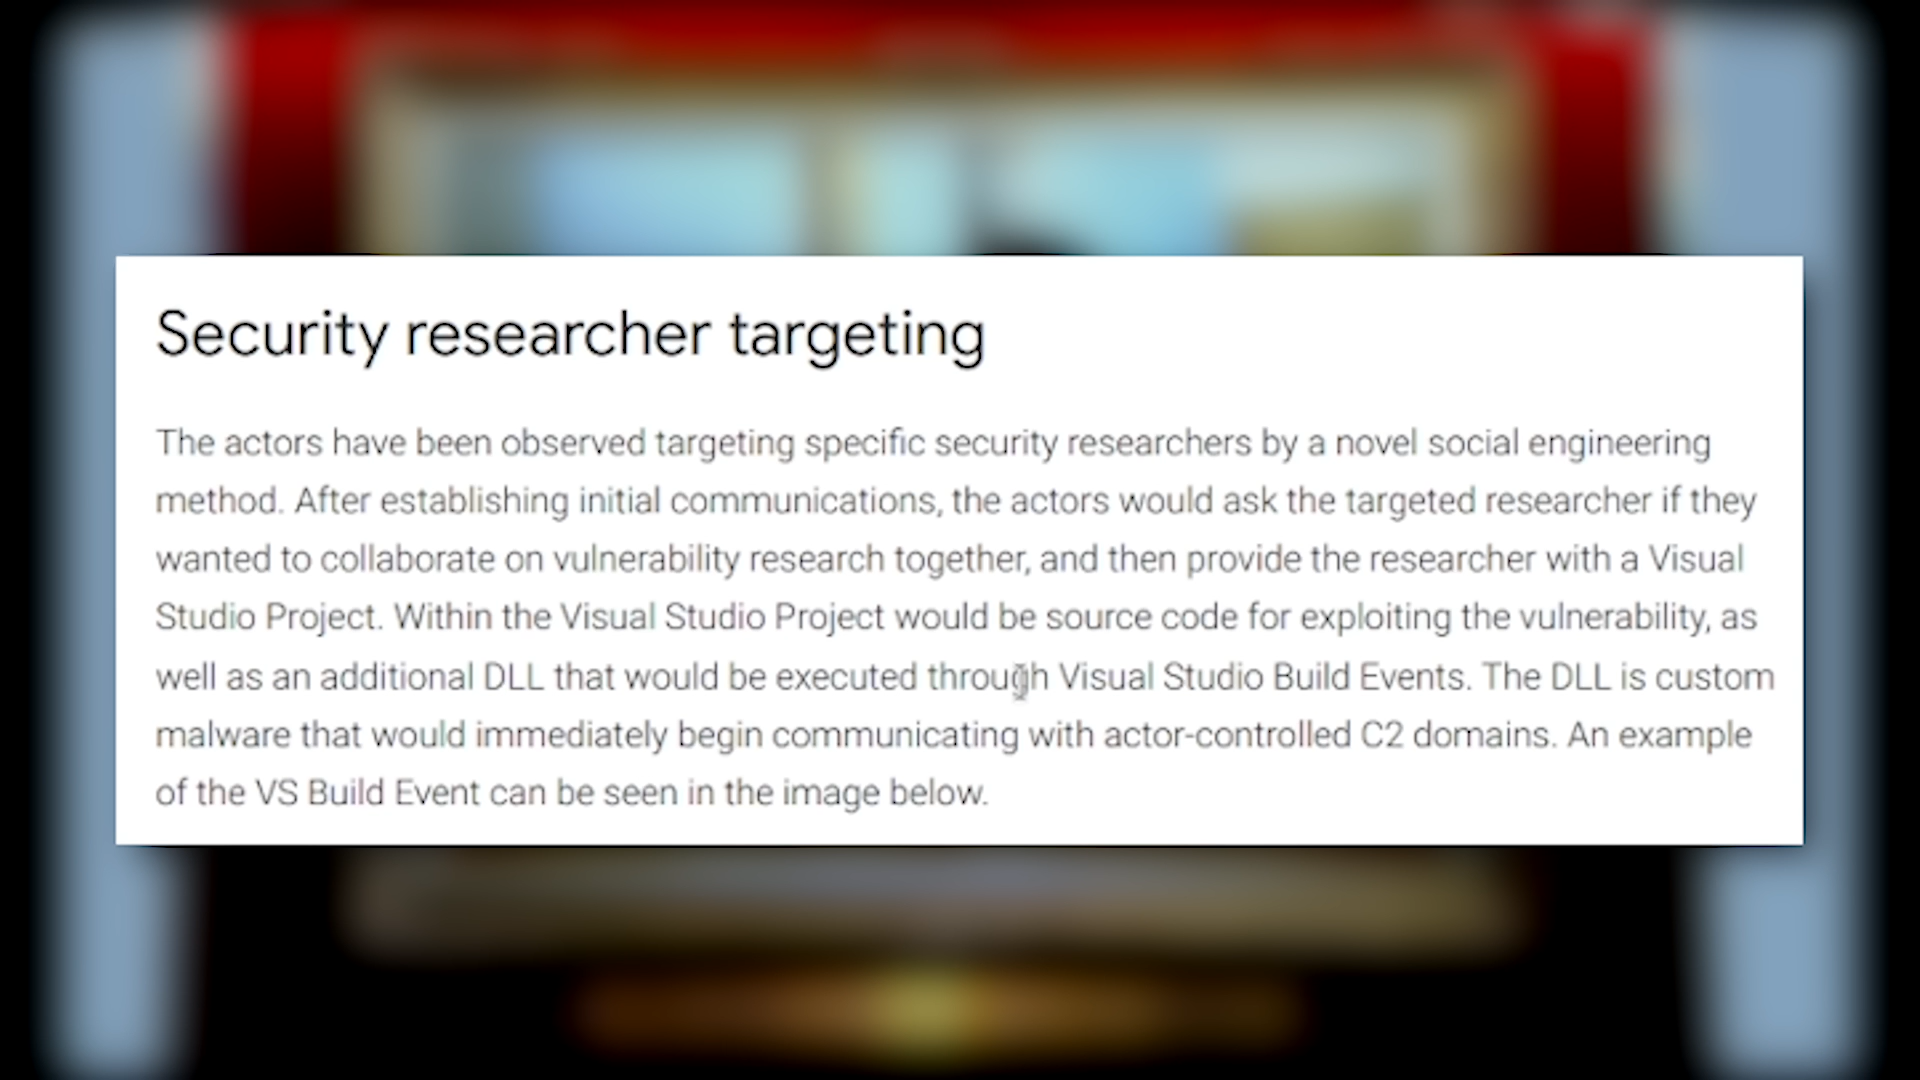 Security researcher targeting
The actors have been observed targeting specific security researchers by a novel social engineering
method. After establishing initial communications, the actors would ask the targeted researcher if they
wanted to collaborate on vulnerability research together, and then provide the researcher with a Visual
Studio Project. Within the Visual Studio Project would be source code for exploiting the vulnerability, as
well as an additional DLL that would be executed through Visual Studio Build Events. The DLL is custom
malware that would immediately begin communicating with actor-controlled C2 domains. An example
of the VS Build Event can be seen in the image below.